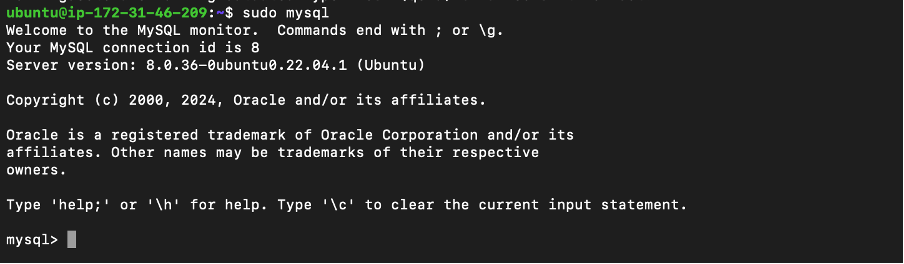 ubuntu@ip-172-31-46-209:~$ sudo mysql
Welcome to the MySQL monitor.  Commands end with ; or \g.
Your MySQL connection id is 8
Server version: 8.0.36-0ubuntu0.22.04.1 (Ubuntu)
Copyright (c) 2000, 2024, Oracle and/or its affiliates.
Oracle is a registered trademark of Oracle Corporation and/or its
affiliates. Other names may be trademarks of their respective
owners.
Type 'help;' or '\h' for help. Type '\c' to clear the current input statement.
mysql>